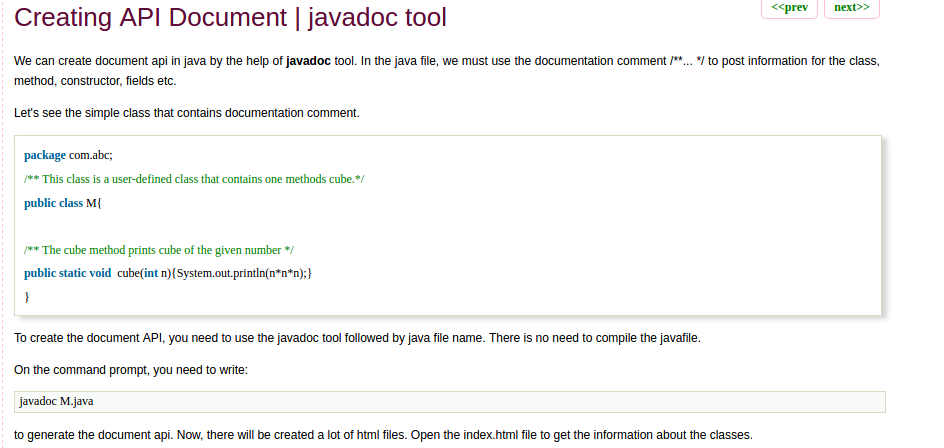 Creating API Document | javadoc tool
<<prev
next>>
We can create document api in java by the help of javadoc tool. In the java file, we must use the documentation comment /**... */ to post information for the class,
method, constructor, fields etc.
Let's see the simple class that contains documentation comment.
package com.abc;
/** This class is a user-defined class that contains one methods cube.*/
public class M{
/** The cube method prints cube of the given number */
public static void  cube(int n){System.out.println(n*n*n);}
}
To create the document API, you need to use the javadoc tool followed by java file name. There is no need to compile the javafile.
On the command prompt, you need to write:
javadoc M.java
to generate the document api. Now, there will be created a lot of html files. Open the index.html file to get the information about the classes.